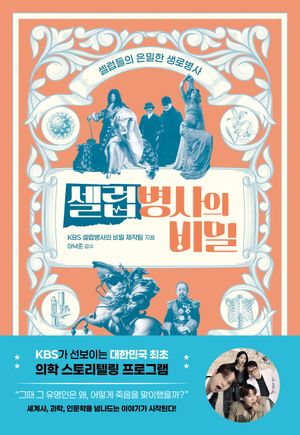 셀럽들의 은밀한 생로병사
셀럽병사의
비밀
KBS 셀럽병사의 비밀 제작팀 지음
이낙준 감수
KBS가 선보이는 대한민국 최초
의학 스토리텔링 프로그램
“그때 그 유명인은 왜, 어떻게 죽음을 맞이했을까?”
세계사, 과학, 인문학을 넘나드는 이야기가 시작된다!